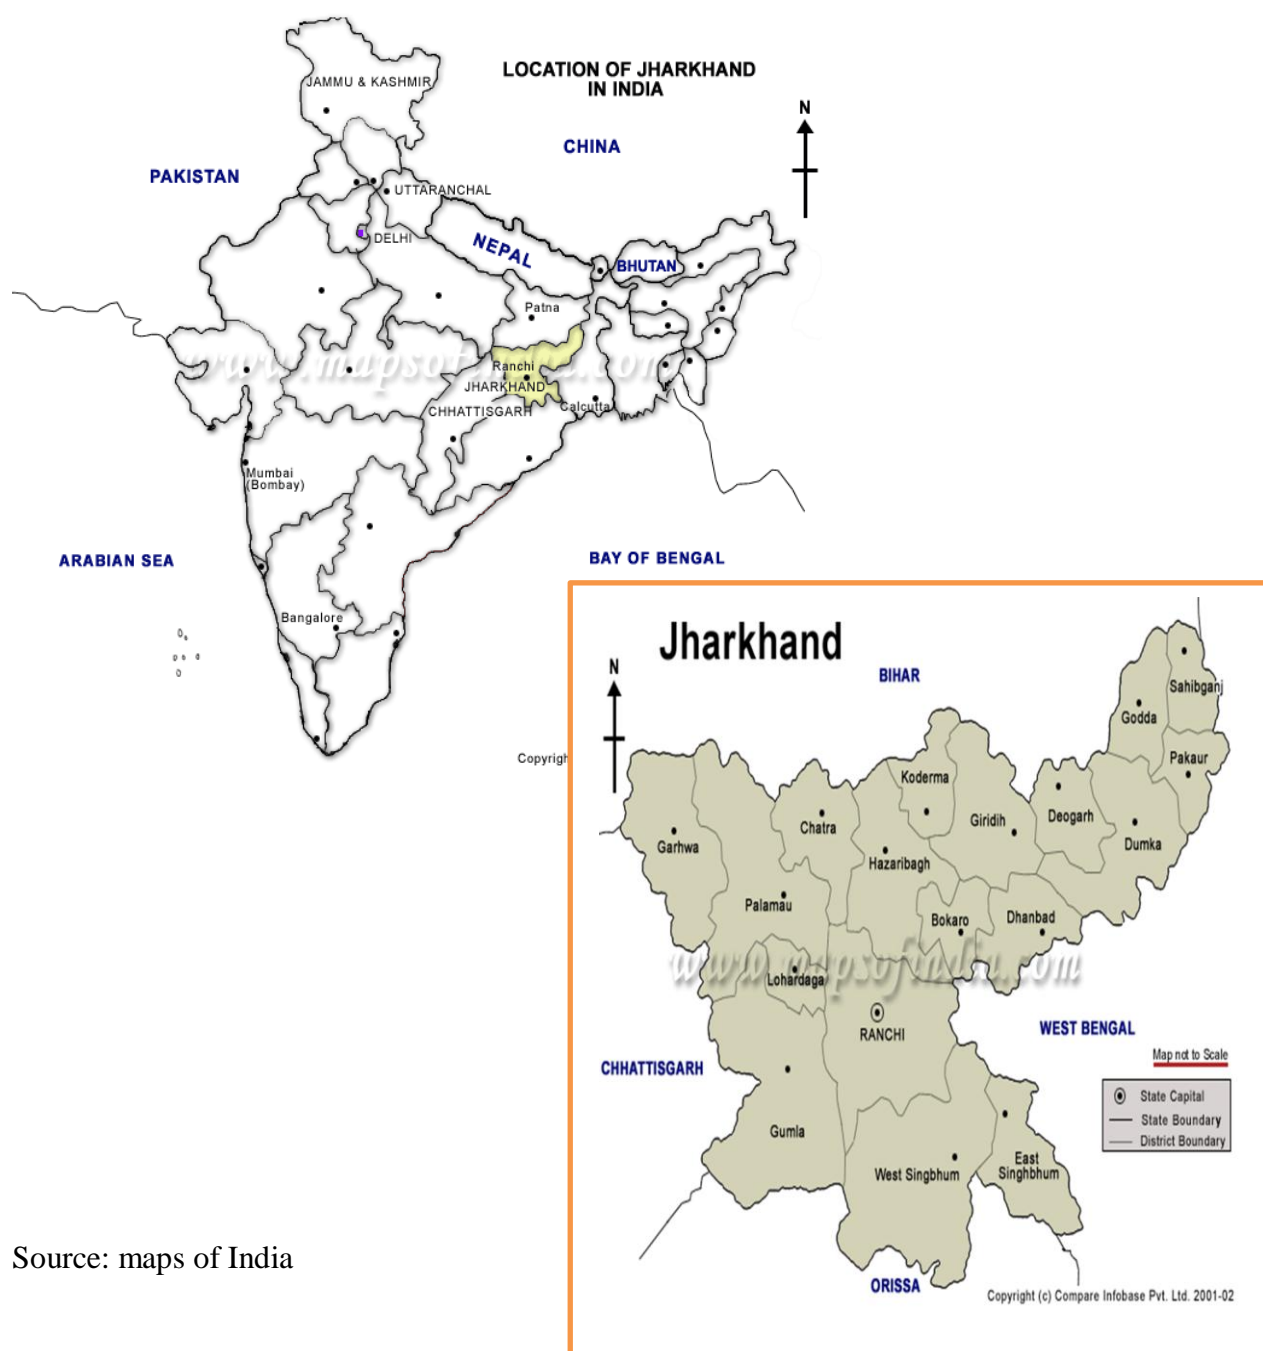 LOCATION OF JHARKHAND
IN INDIA
JAMMU & KASHMIR
N
CHINA
PAKISTAN
UTTARANCHAL
DELHI
NEPAL
BHUTAN
Patna
www.mapsofindia.com
Ranchi
JHARKHAND
CHHATTISGARH
Calcutta
Mumbai
(Bombay)
ARABIAN SEA
BAY OF BENGAL
Bangalore
Copyrigh
Jharkhand
N
BIHAR
Sahibganj
Godda
Pakaur
Koderma
Giridih
Deogarh
Chatra
Garhwa
Hazaribagh
Dumka
Palamau
Bokaro
Dhanbad
www.mapsofindia.com
Lohardaga
RANCHI
WEST BENGAL
Map not to Scale
CHHATTISGARH
State Capital
State Boundary
District Boundary
Gumla
West Singbhum
East
Singhbhum
ORISSA
Copyright (c) Compare Infobase Pvt. Ltd. 2001-02
Source: maps of India